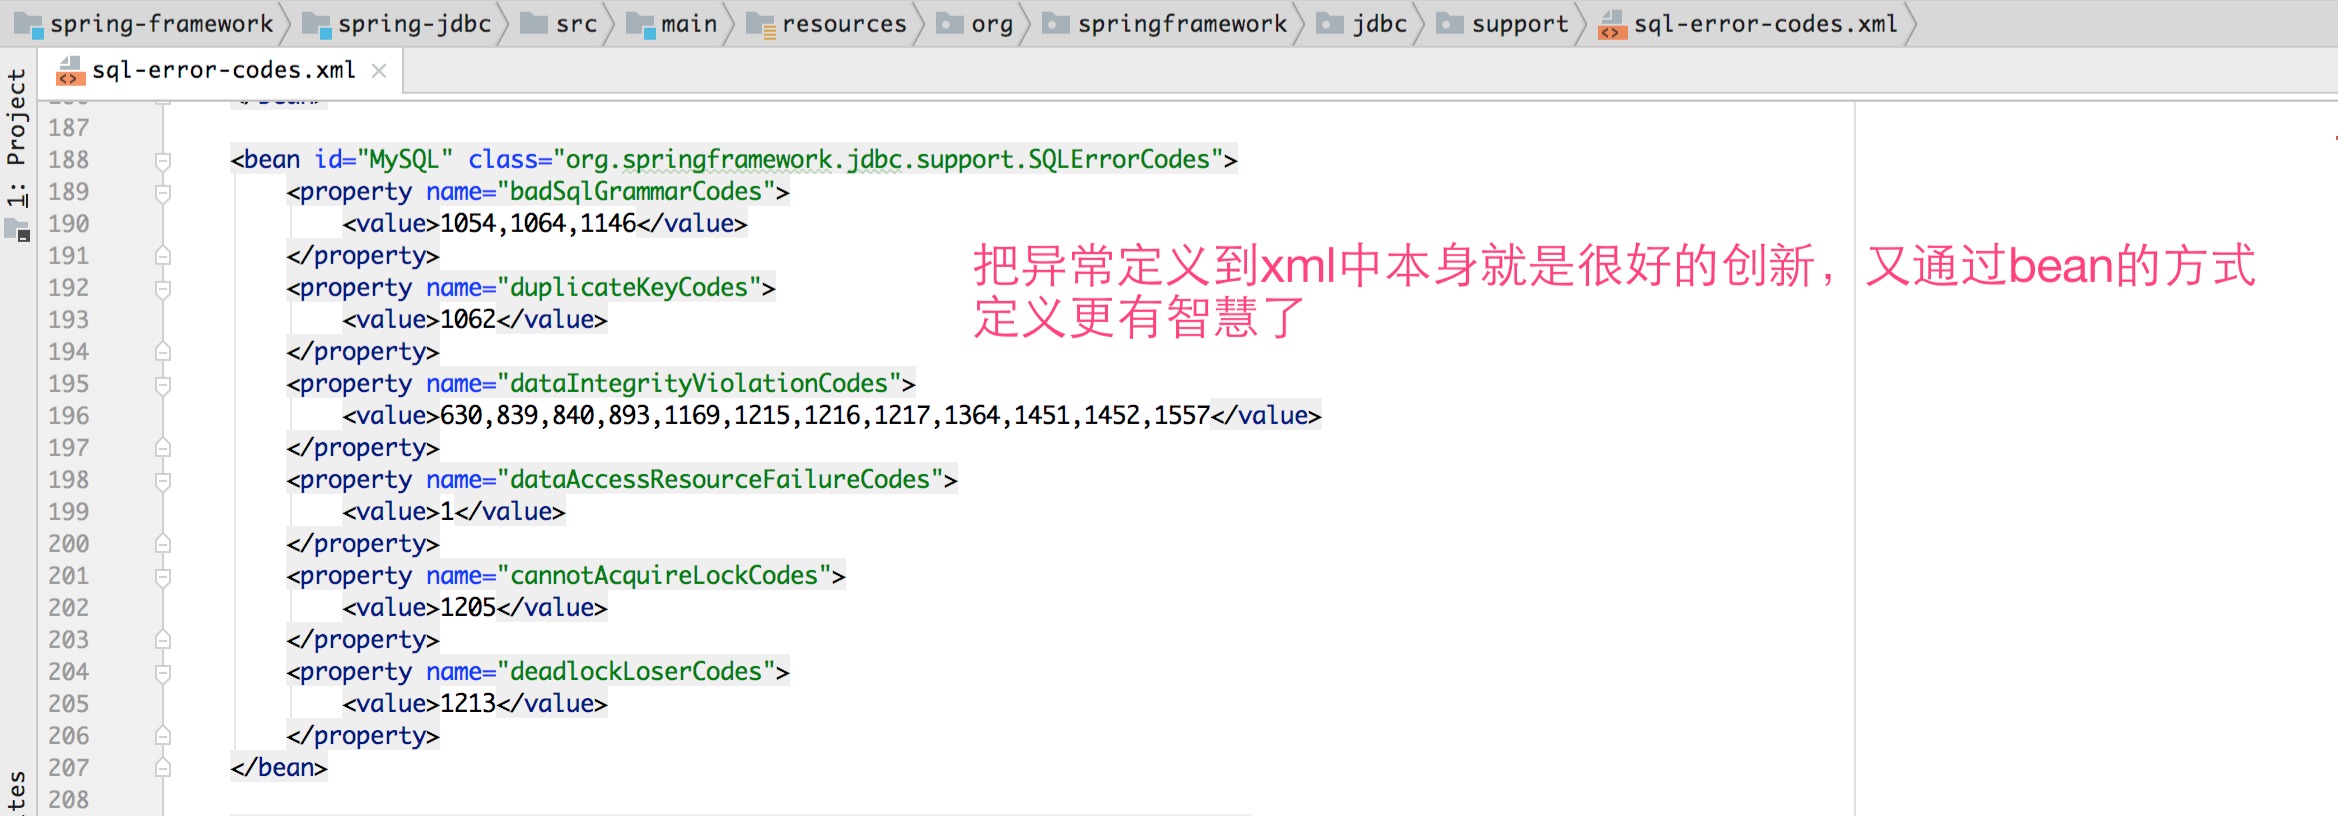 spring-framework spring-jdbc src main resources org springframework jdbc support sql-error-codes.xml
sql-error-codes.xml
1: Project
187
188 <bean id="MySQL" class="org.springframework.jdbc.support.SQLErrorCodes">
189 <property name="badSqlGrammarCodes">
190 <value>1054,1064,1146</value>
191 </property>
192 <property name="duplicateKeyCodes">
193 <value>1062</value>
194 </property>
195 <property name="dataIntegrityViolationCodes">
196 <value>630,839,840,893,1169,1215,1216,1217,1364,1451,1452,1557</value>
197 </property>
198 <property name="dataAccessResourceFailureCodes">
199 <value>1</value>
200 </property>
201 <property name="cannotAcquireLockCodes">
202 <value>1205</value>
203 </property>
204 <property name="deadlockLoserCodes">
205 <value>1213</value>
206 </property>
207 </bean>
208
把异常定义到xml中本身就是很好的创新，又通过bean的方式
定义更有智慧了